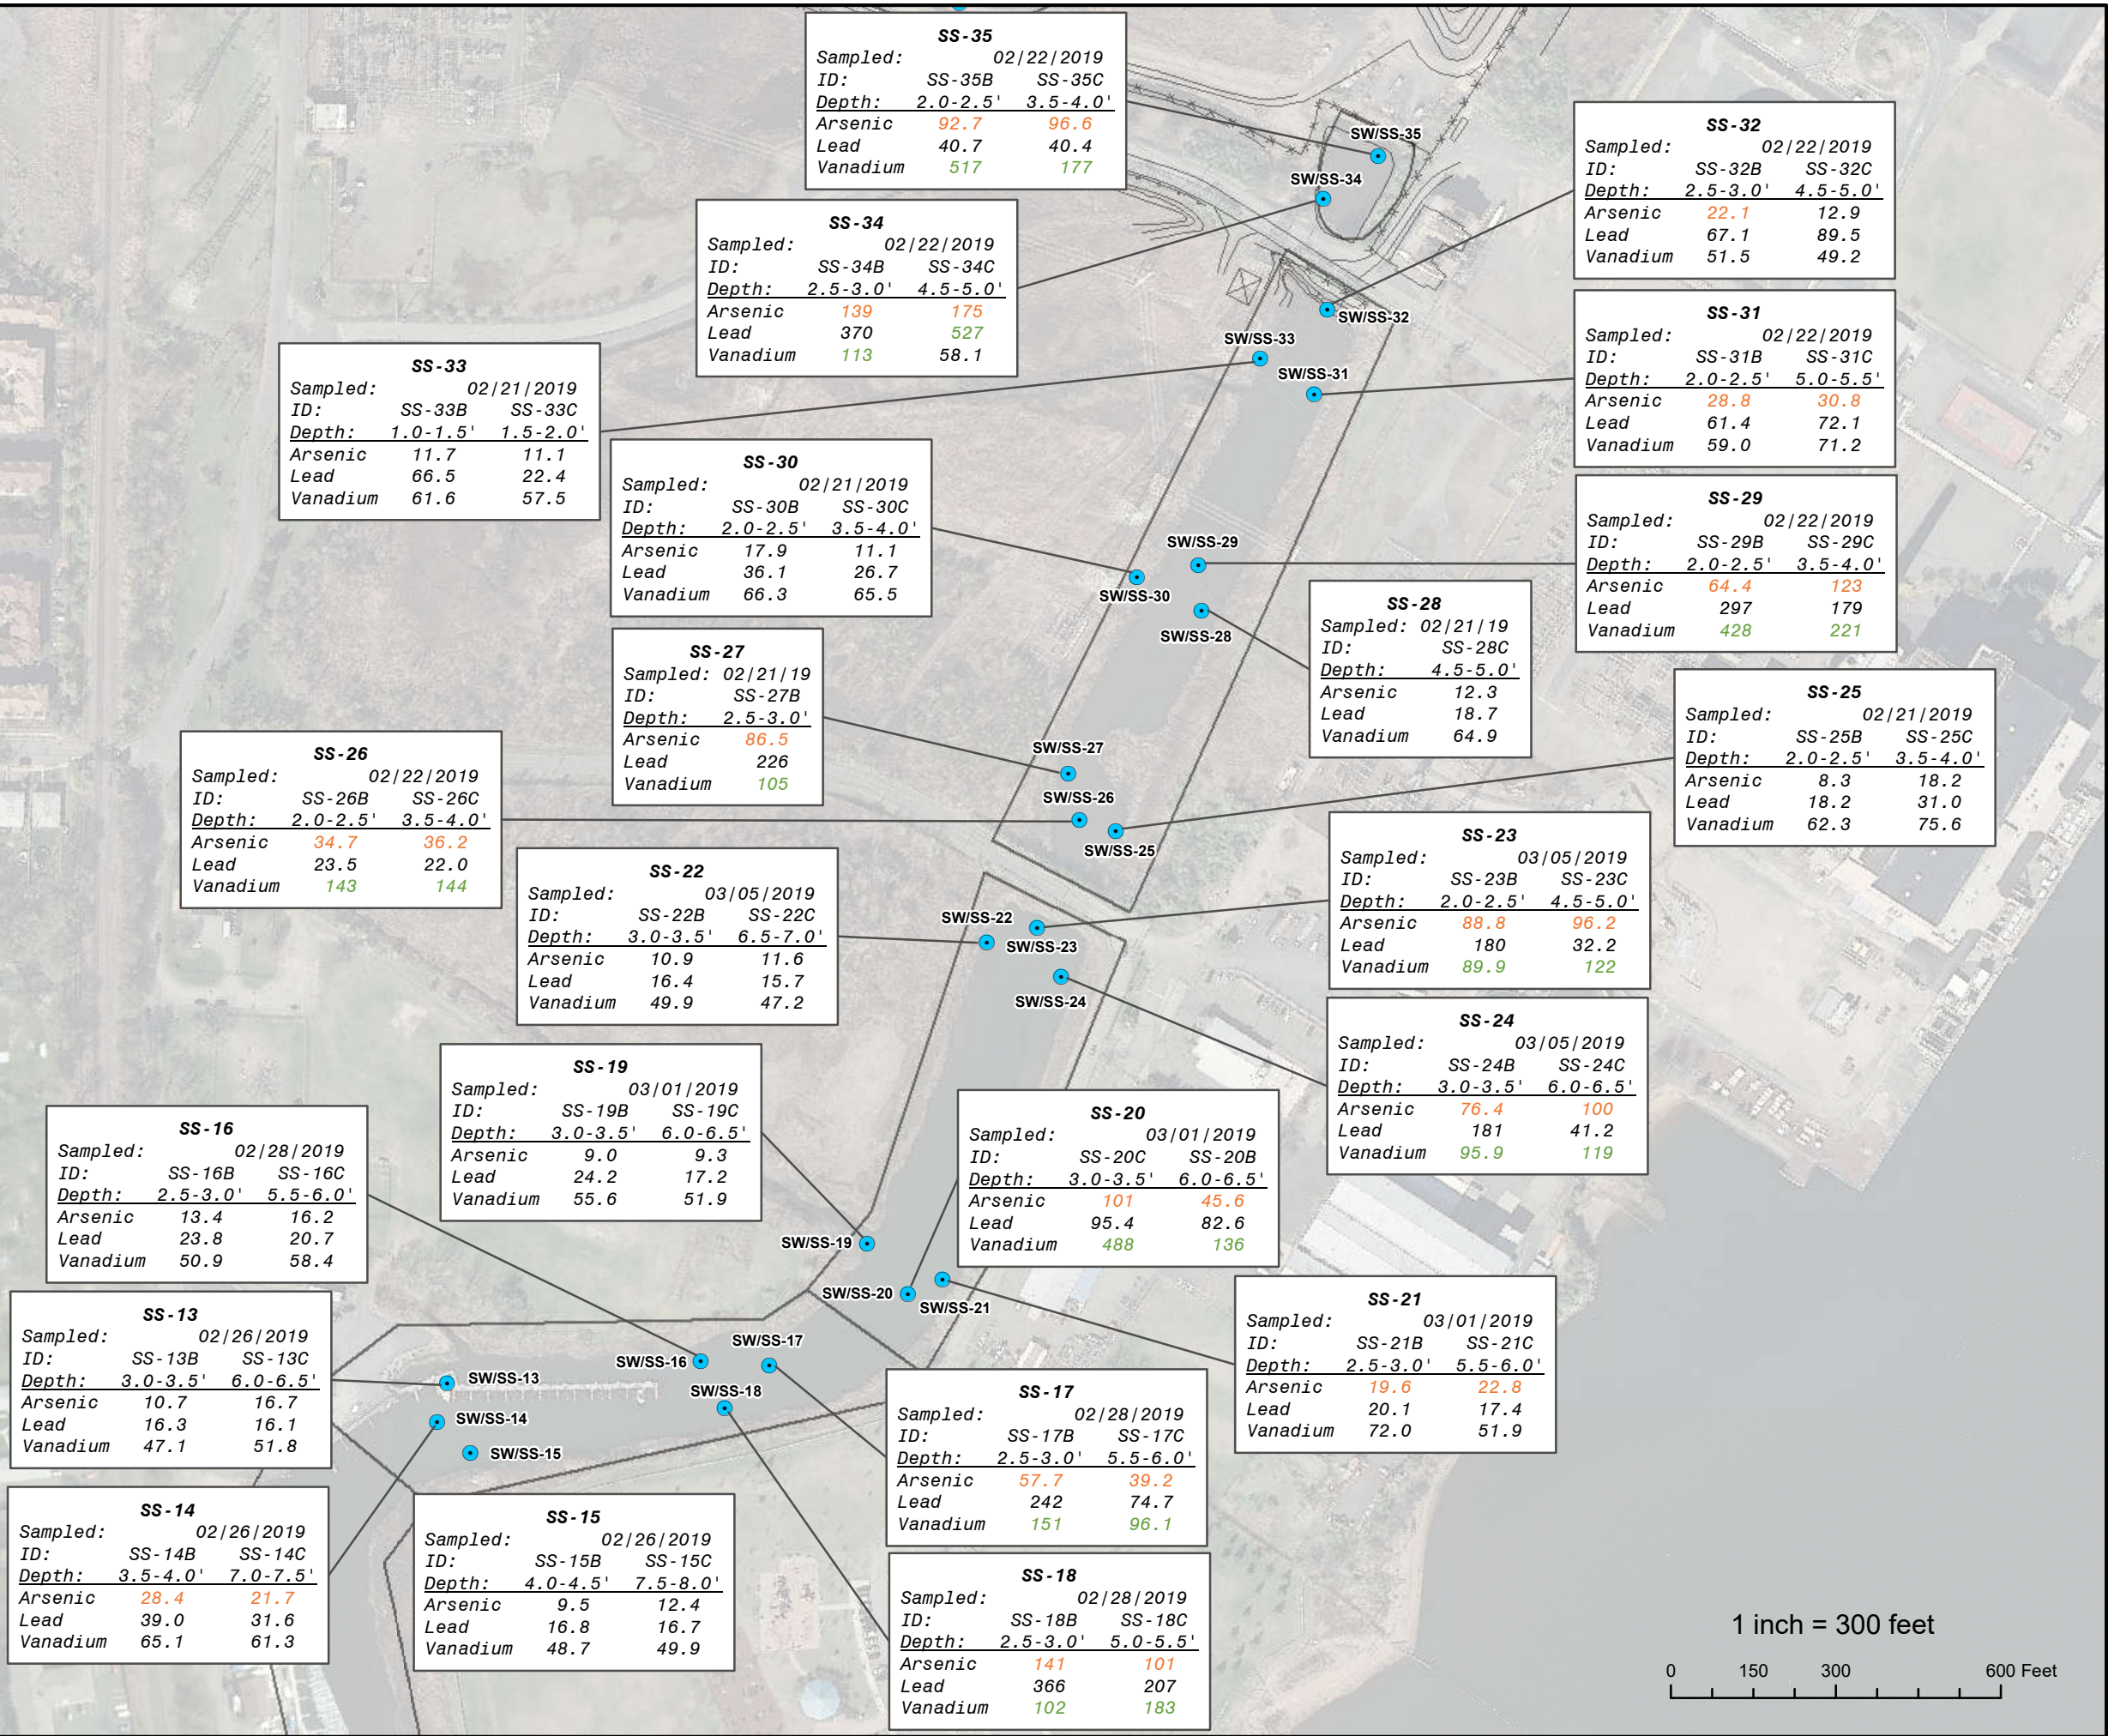 SS-35
Sampled: 02/22/2019
ID: SS-35B SS-35C
Depth: 2.0-2.5' 3.5-4.0'
Arsenic 92.7 96.6
Lead 40.7 40.4
Vanadium 517 177
SS-32
Sampled: 02/22/2019
ID: SS-32B SS-32C
Depth: 2.5-3.0' 4.5-5.0'
Arsenic 22.1 12.9
Lead 67.1 89.5
Vanadium 51.5 49.2
SW/SS-35
SW/SS-34
SS-34
Sampled: 02/22/2019
ID: SS-34B SS-34C
Depth: 2.5-3.0' 4.5-5.0'
Arsenic 139 175
Lead 370 527
Vanadium 113 58.1
SW/SS-32
SW/SS-33
SW/SS-31
SS-31
Sampled: 02/22/2019
ID: SS-31B SS-31C
Depth: 2.0-2.5' 5.0-5.5'
Arsenic 28.8 30.8
Lead 61.4 72.1
Vanadium 59.0 71.2
SS-33
Sampled: 02/21/2019
ID: SS-33B SS-33C
Depth: 1.0-1.5' 1.5-2.0'
Arsenic 11.7 11.1
Lead 66.5 22.4
Vanadium 61.6 57.5
SS-30
Sampled: 02/21/2019
ID: SS-30B SS-30C
Depth: 2.0-2.5' 3.5-4.0'
Arsenic 17.9 11.1
Lead 36.1 26.7
Vanadium 66.3 65.5
SS-29
Sampled: 02/22/2019
ID: SS-29B SS-29C
Depth: 2.0-2.5' 3.5-4.0'
Arsenic 64.4 123
Lead 297 179
Vanadium 428 221
SW/SS-29
SW/SS-30
SW/SS-28
SS-28
Sampled: 02/21/19
ID: SS-28C
Depth: 4.5-5.0'
Arsenic 12.3
Lead 18.7
Vanadium 64.9
SS-27
Sampled: 02/21/19
ID: SS-27B
Depth: 2.5-3.0'
Arsenic 86.5
Lead 226
Vanadium 105
SS-25
Sampled: 02/21/2019
ID: SS-25B SS-25C
Depth: 2.0-2.5' 3.5-4.0'
Arsenic 8.3 18.2
Lead 18.2 31.0
Vanadium 62.3 75.6
SS-26
Sampled: 02/22/2019
ID: SS-26B SS-26C
Depth: 2.0-2.5' 3.5-4.0'
Arsenic 34.7 36.2
Lead 23.5 22.0
Vanadium 143 144
SW/SS-27
SW/SS-26
SW/SS-25
SS-23
Sampled: 03/05/2019
ID: SS-23B SS-23C
Depth: 2.0-2.5' 4.5-5.0'
Arsenic 88.8 96.2
Lead 180 32.2
Vanadium 89.9 122
SS-22
Sampled: 03/05/2019
ID: SS-22B SS-22C
Depth: 3.0-3.5' 6.5-7.0'
Arsenic 10.9 11.6
Lead 16.4 15.7
Vanadium 49.9 47.2
SW/SS-22
SW/SS-23
SW/SS-24
SS-24
Sampled: 03/05/2019
ID: SS-24B SS-24C
Depth: 3.0-3.5' 6.0-6.5'
Arsenic 76.4 100
Lead 181 41.2
Vanadium 95.9 119
SS-19
Sampled: 03/01/2019
ID: SS-19B SS-19C
Depth: 3.0-3.5' 6.0-6.5'
Arsenic 9.0 9.3
Lead 24.2 17.2
Vanadium 55.6 51.9
SS-20
Sampled: 03/01/2019
ID: SS-20C SS-20B
Depth: 3.0-3.5' 6.0-6.5'
Arsenic 101 45.6
Lead 95.4 82.6
Vanadium 488 136
SS-16
Sampled: 02/28/2019
ID: SS-16B SS-16C
Depth: 2.5-3.0' 5.5-6.0'
Arsenic 13.4 16.2
Lead 23.8 20.7
Vanadium 50.9 58.4
SW/SS-19
SW/SS-20
SW/SS-21
SS-21
Sampled: 03/01/2019
ID: SS-21B SS-21C
Depth: 2.5-3.0' 5.5-6.0'
Arsenic 19.6 22.8
Lead 20.1 17.4
Vanadium 72.0 51.9
SS-13
Sampled: 02/26/2019
ID: SS-13B SS-13C
Depth: 3.0-3.5' 6.0-6.5'
Arsenic 10.7 16.7
Lead 16.3 16.1
Vanadium 47.1 51.8
SW/SS-17
SW/SS-16
SW/SS-13
SW/SS-18
SW/SS-14
SW/SS-15
SS-17
Sampled: 02/28/2019
ID: SS-17B SS-17C
Depth: 2.5-3.0' 5.5-6.0'
Arsenic 57.7 39.2
Lead 242 74.7
Vanadium 151 96.1
SS-14
Sampled: 02/26/2019
ID: SS-14B SS-14C
Depth: 3.5-4.0' 7.0-7.5'
Arsenic 28.4 21.7
Lead 39.0 31.6
Vanadium 65.1 61.3
SS-15
Sampled: 02/26/2019
ID: SS-15B SS-15C
Depth: 4.0-4.5' 7.5-8.0'
Arsenic 9.5 12.4
Lead 16.8 16.7
Vanadium 48.7 49.9
SS-18
Sampled: 02/28/2019
ID: SS-18B SS-18C
Depth: 2.5-3.0' 5.0-5.5'
Arsenic 141 101
Lead 366 207
Vanadium 102 183
1 inch = 300 feet
0 150 300 600 Feet